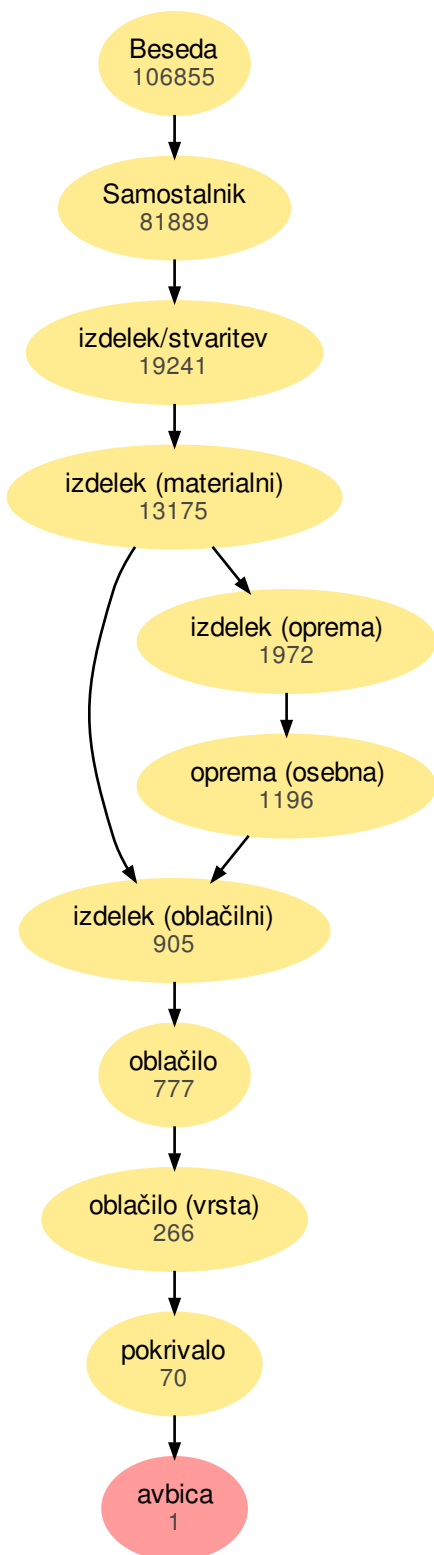 Beseda
106855
Samostalnik
81889
izdelek/stvaritev
19241
izdelek (materialni)
13175
izdelek (oprema)
1972
oprema (osebna)
1196
izdelek (oblačilni)
905
oblačilo
777
oblačilo (vrsta)
266
pokrivalo
70
avbica
1